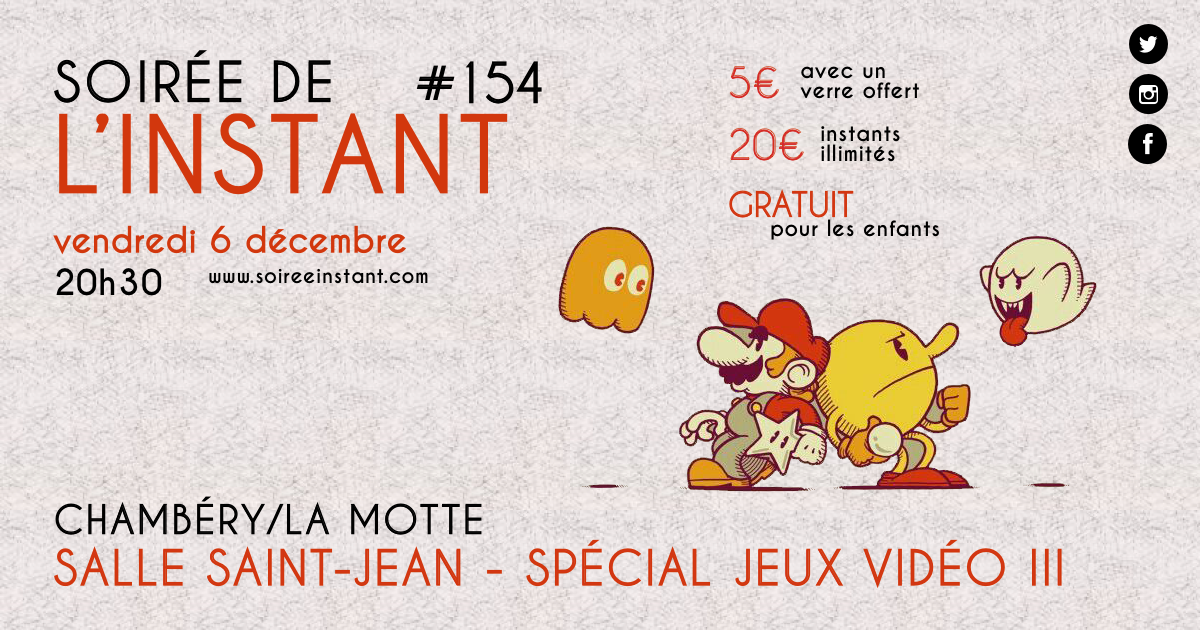 SOIRÉE DE #154
L'INSTANT
vendredi 6 décembre
20h30 www.soireeinstant.com
5€ avec un
verre offert
20€ instants
illimités
GRATUIT
pour les enfants
CHAMBÉRY/LA MOTTE
SALLE SAINT-JEAN - SPÉCIAL JEUX VIDÉO III